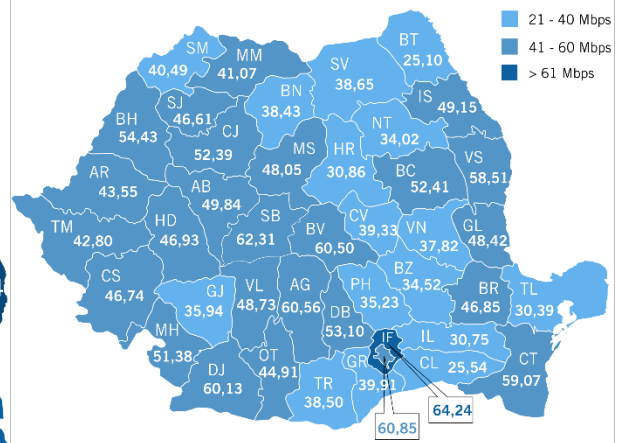 21 - 40 Mbps
41 - 60 Mbps
> 61 Mbps
SM
40,49
MM
41,07
SV
38,65
BT
25,10
BN
38,43
IS
49,15
SJ
46,61
BH
54,43
CJ
52,39
NT
34,02
MS
48,05
HR
30,86
BC
52,41
VS
58,51
AR
43,55
AB
49,84
TM
42,80
HD
46,93
SB
62,31
BV
60,50
CV
39,33
VN
37,82
GL
48,42
CS
46,74
GJ
35,94
VL
48,73
AG
60,56
PH
35,23
BZ
34,52
BR
46,85
TL
30,39
DB
53,10
MH
51,38
IF
IL
30,75
DJ
60,13
OT
44,91
TR
38,50
GR
39,91
CL
25,54
CT
59,07
64,24
60,85